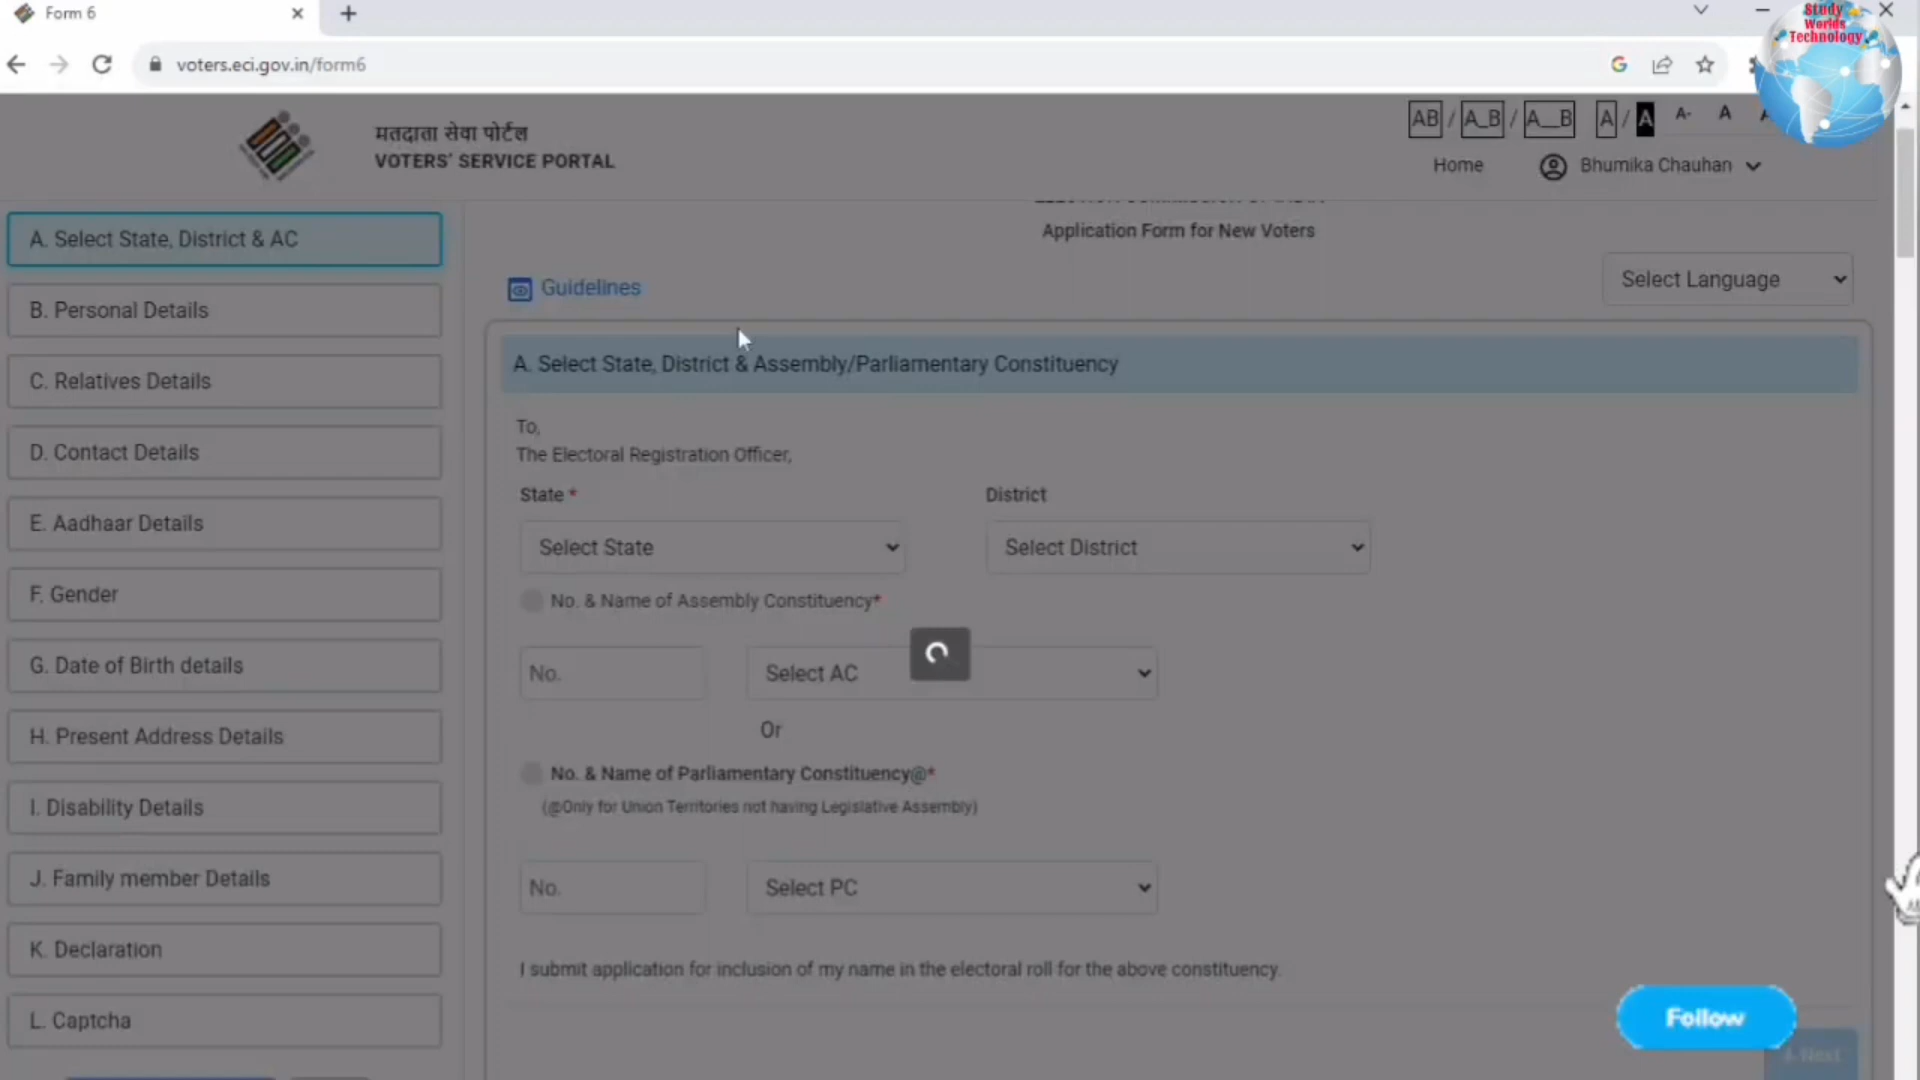 Form 6
Study
Worlds
Technology
voters.eci.gov.in/form6
मतदाता सेवा पोर्टल
VOTERS' SERVICE PORTAL
AB / A_B / A__B A / A A- A
Home Bhumika Chauhan
Application Form for New Voters
Guidelines
Select Language
A. Select State, District & AC
B. Personal Details
C. Relatives Details
D. Contact Details
E. Aadhaar Details
F. Gender
G. Date of Birth details
H. Present Address Details
I. Disability Details
J. Family member Details
K. Declaration
L. Captcha
A. Select State, District & Assembly/Parliamentary Constituency
To,
The Electoral Registration Officer,
State * District
Select State Select District
No. & Name of Assembly Constituency*
No. Select AC
Or
No. & Name of Parliamentary Constituency@*
(@Only for Union Territories not having Legislative Assembly)
No. Select PC
I submit application for inclusion of my name in the electoral roll for the above constituency.
Follow
Next